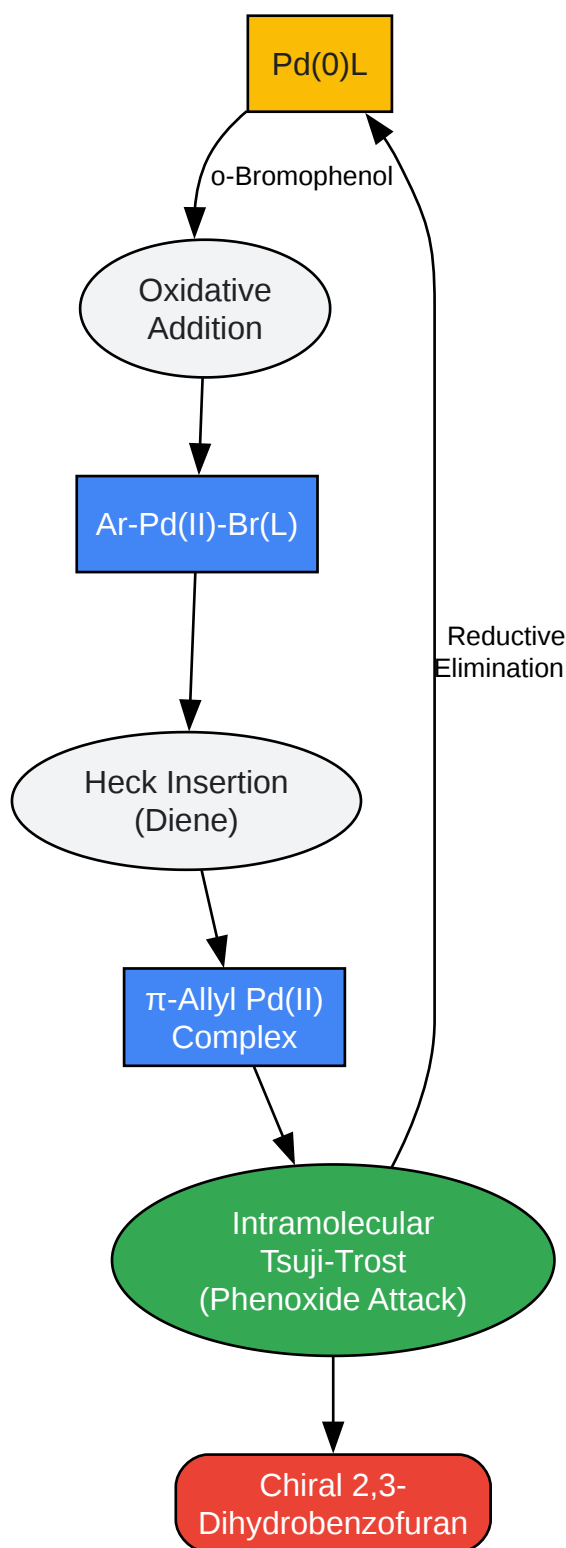 Pd(0)L
o-Bromophenol
Oxidative
Addition
Ar-Pd(II)-Br(L)
Reductive
Elimination
Heck Insertion
(Diene)
π-Allyl Pd(II)
Complex
Intramolecular
Tsuji-Trost
(Phenoxide Attack)
Chiral 2,3-
Dihydrobenzofuran